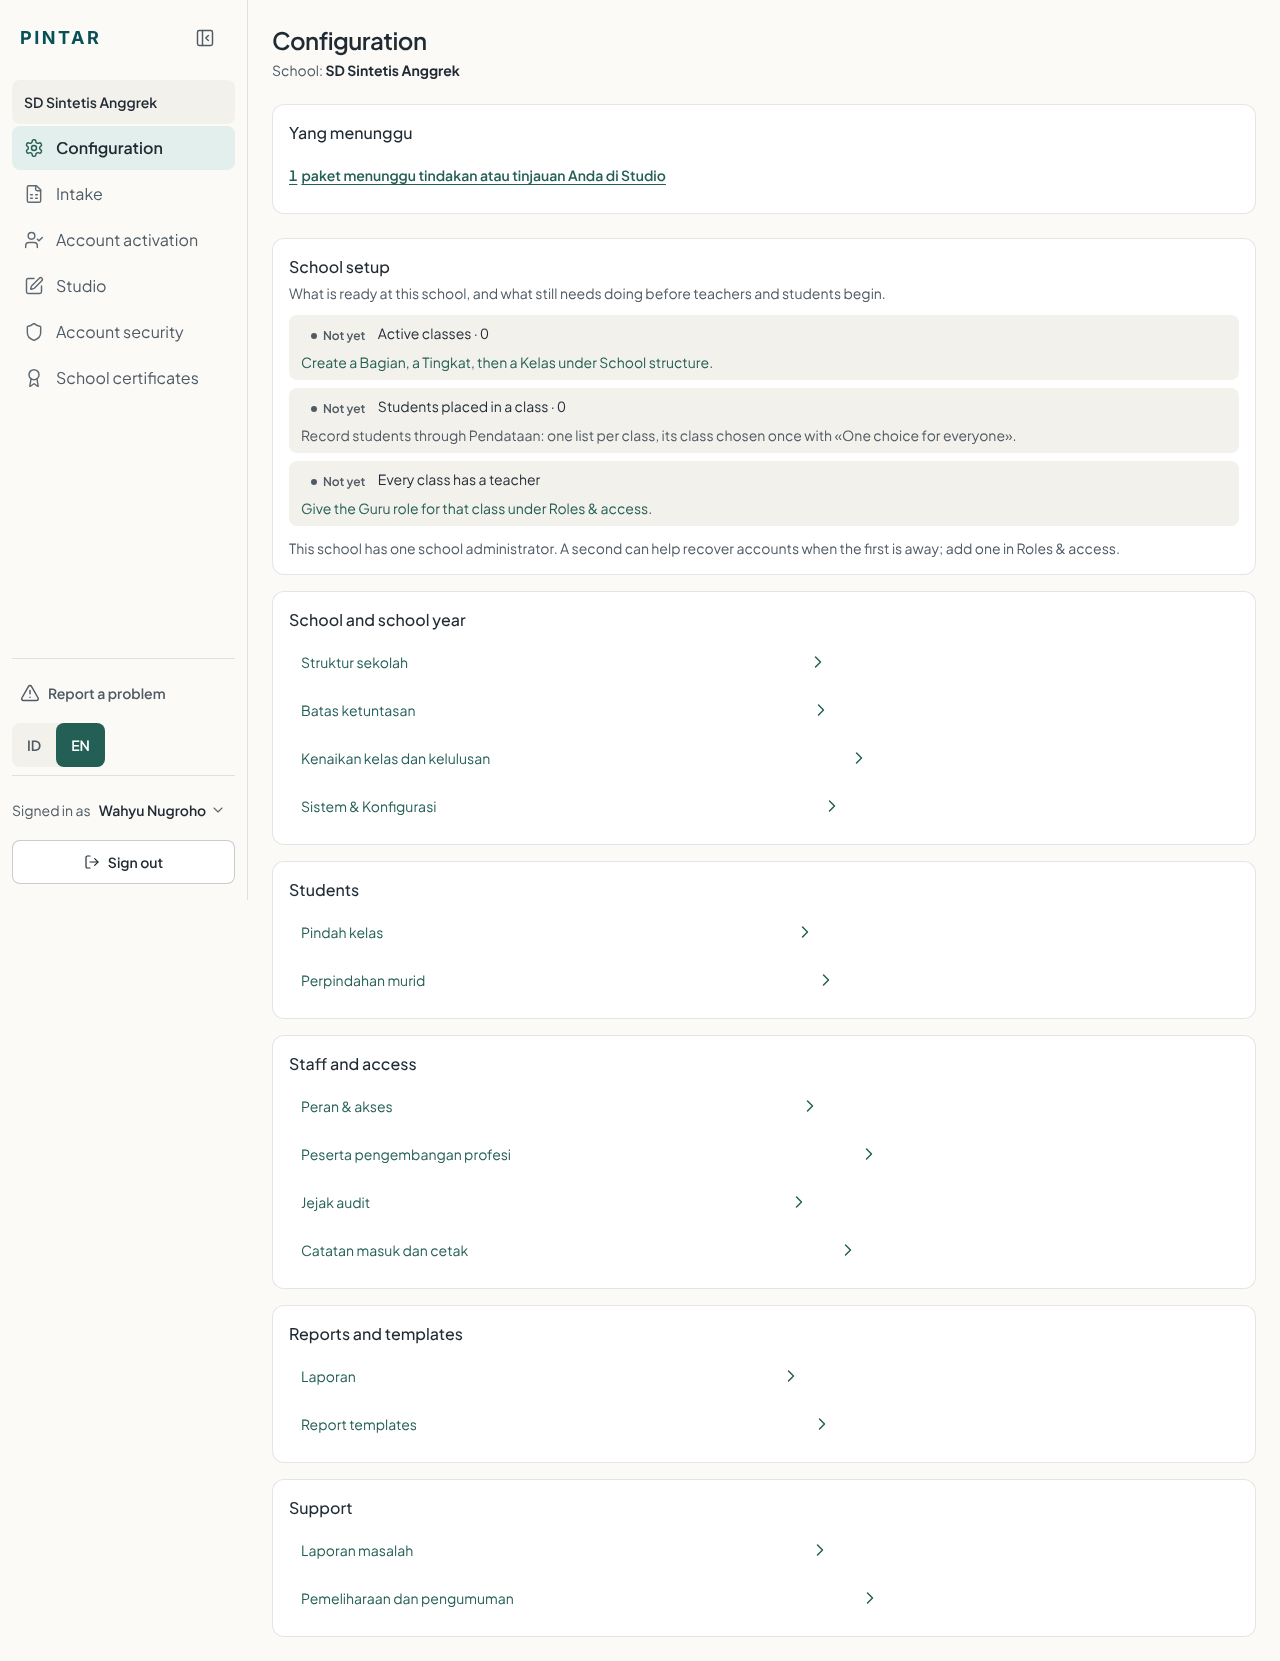 PINTAR
SD Sintetis Anggrek
Configuration
Intake
Account activation
Studio
Account security
School certificates
Report a problem
ID EN
Signed in as Wahyu Nugroho
Sign out
Configuration
School: SD Sintetis Anggrek
Yang menunggu
1 paket menunggu tindakan atau tinjauan Anda di Studio
School setup
What is ready at this school, and what still needs doing before teachers and students begin.
Not yet Active classes · 0
Create a Bagian, a Tingkat, then a Kelas under School structure.
Not yet Students placed in a class · 0
Record students through Pendataan: one list per class, its class chosen once with «One choice for everyone».
Not yet Every class has a teacher
Give the Guru role for that class under Roles & access.
This school has one school administrator. A second can help recover accounts when the first is away; add one in Roles & access.
School and school year
Struktur sekolah
Batas ketuntasan
Kenaikan kelas dan kelulusan
Sistem & Konfigurasi
Students
Pindah kelas
Perpindahan murid
Staff and access
Peran & akses
Peserta pengembangan profesi
Jejak audit
Catatan masuk dan cetak
Reports and templates
Laporan
Report templates
Support
Laporan masalah
Pemeliharaan dan pengumuman